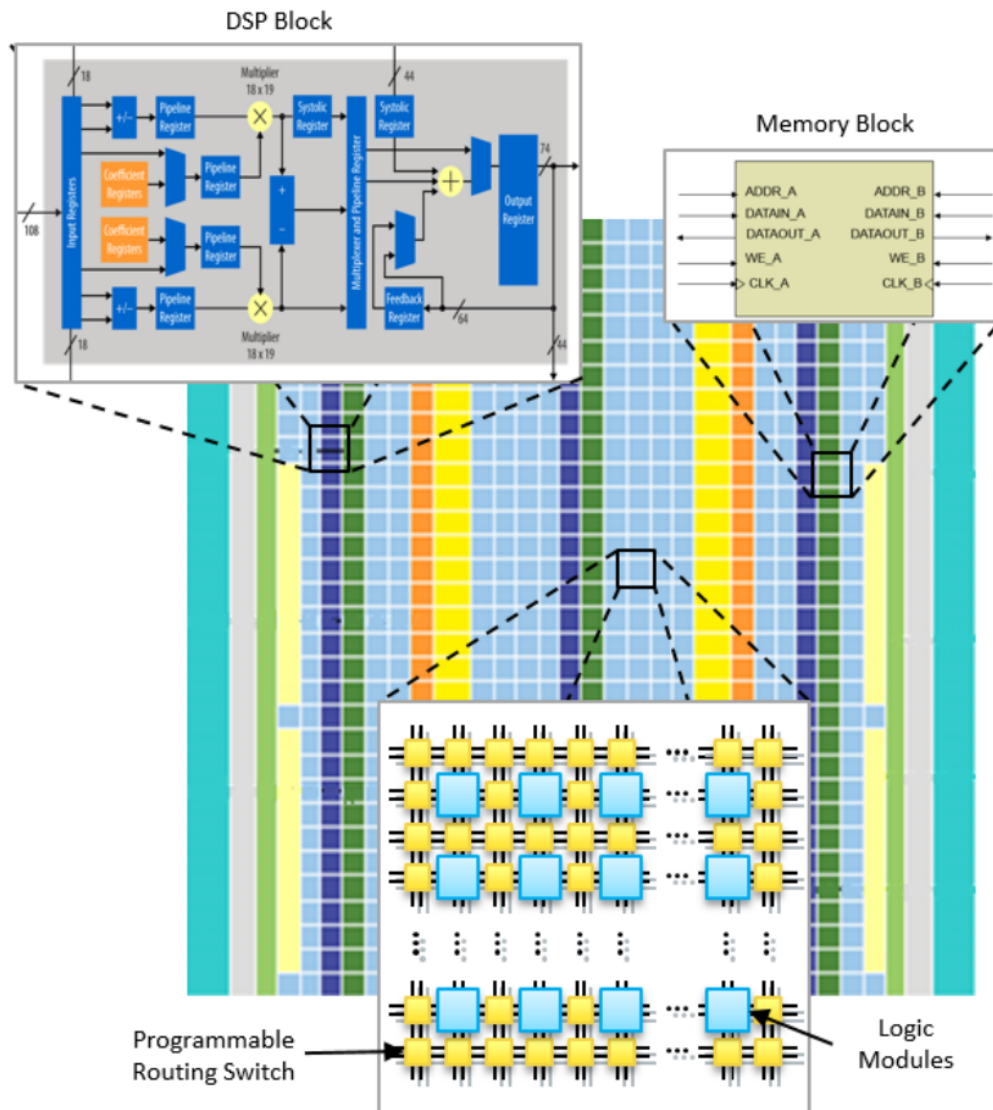 DSP Block
18
44
Multiplier
18 x 19
+/−
Pipeline
Register
Systolic
Register
Systolic
Register
Input Registers
Coefficient
Registers
Pipeline
Register
+
−
Multiplexer and Pipeline Register
Output
Register
74
108
Coefficient
Registers
Pipeline
Register
+/−
Pipeline
Register
Feedback
Register
64
18
Multiplier
18 x 19
44
Memory Block
ADDR_A ADDR_B
DATAIN_A DATAIN_B
DATAOUT_A DATAOUT_B
WE_A WE_B
CLK_A CLK_B
Programmable
Routing Switch
Logic
Modules